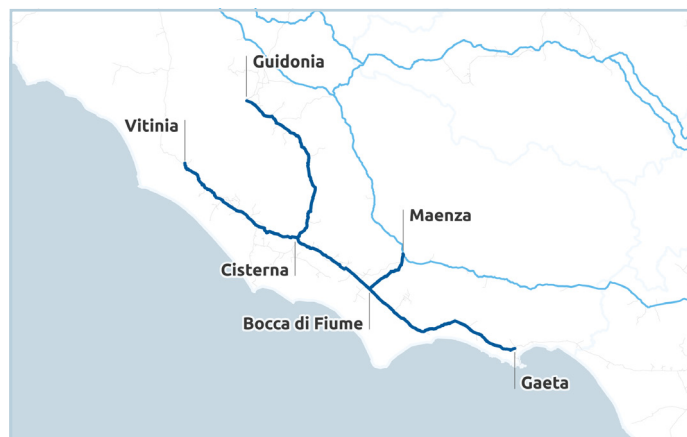 Guidonia
Vitinia
Maenza
Cisterna
Bocca di Fiume
Gaeta